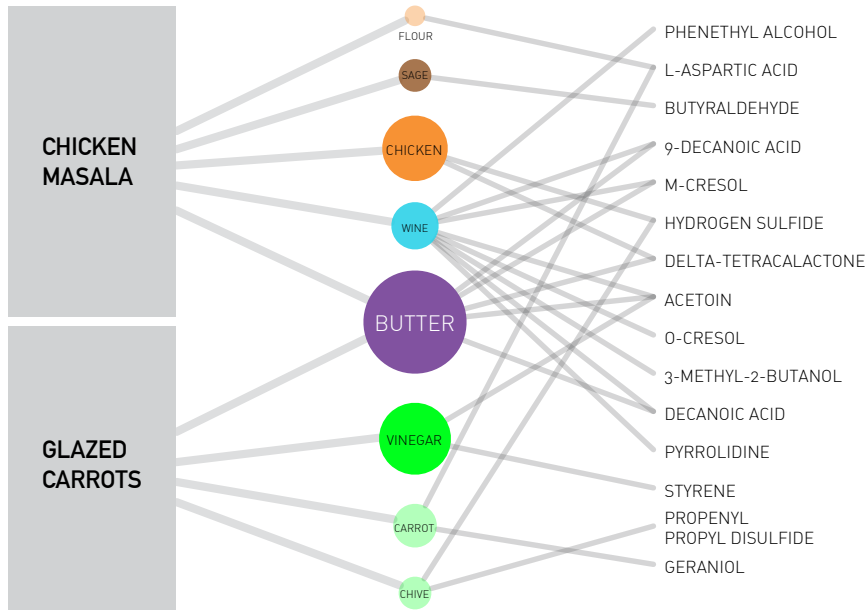 CHICKEN
MASALA
GLAZED
CARROTS
FLOUR
SAGE
CHICKEN
WINE
BUTTER
VINEGAR
CARROT
CHIVE
PHENETHYL ALCOHOL
L-ASPARTIC ACID
BUTYRALDEHYDE
9-DECANOIC ACID
M-CRESOL
HYDROGEN SULFIDE
DELTA-TETRACALACTONE
ACETOIN
O-CRESOL
3-METHYL-2-BUTANOL
DECANOIC ACID
PYRROLIDINE
STYRENE
PROPENYL
PROPYL DISULFIDE
GERANIOL